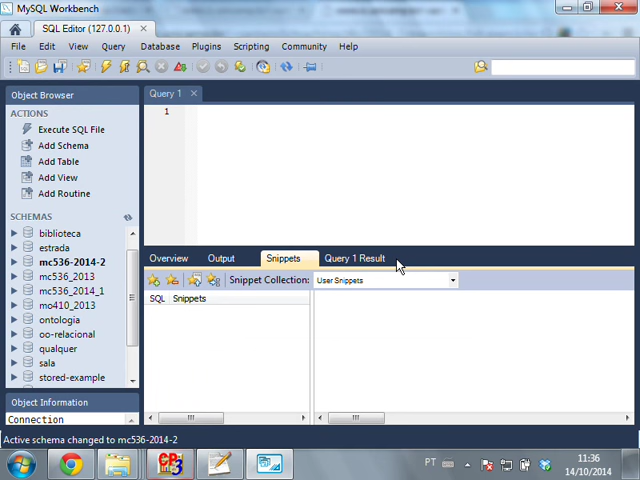 MySQL Workbench
SQL Editor (127.0.0.1)
File Edit View Query Database Plugins Scripting Community Help
Object Browser
Query 1
ACTIONS
1
Execute SQL File
Add Schema
Add Table
Add View
Add Routine
SCHEMAS
biblioteca
estrada
mc536-2014-2
mc536_2013
mc536_2014_1
mo410_2013
ontologia
oo-relacional
qualquer
sala
stored-example
Overview Output Snippets Query 1 Result
Snippet Collection: User Snippets
SQL Snippets
Object Information
Connection
Active schema changed to mc536-2014-2
PT
11:36
14/10/2014